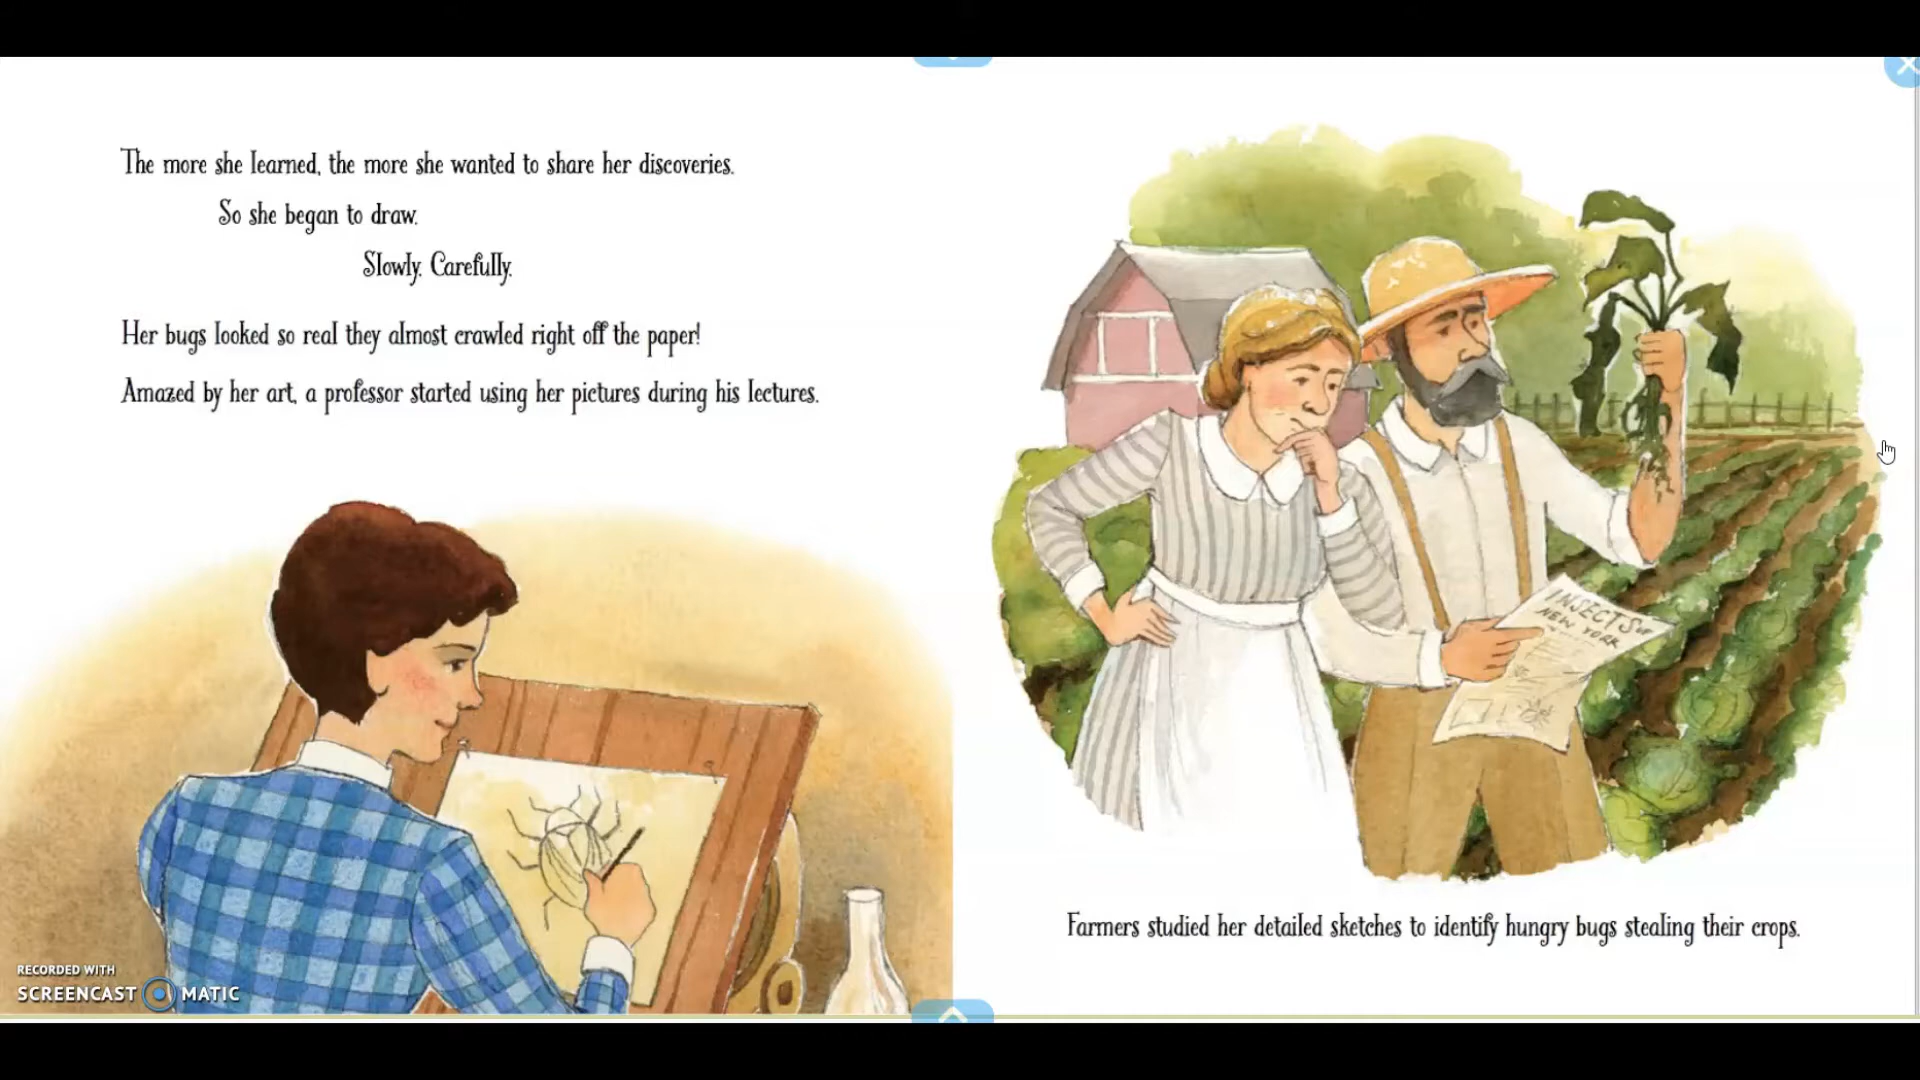 The more she learned, the more she wanted to share her discoveries.
So she began to draw.
Slowly. Carefully.
Her bugs looked so real they almost crawled right off the paper!
Amazed by her art, a professor started using her pictures during his lectures.
INSECTS OF
NEW YORK
Farmers studied her detailed sketches to identify hungry bugs stealing their crops.
RECORDED WITH
SCREENCAST MATIC